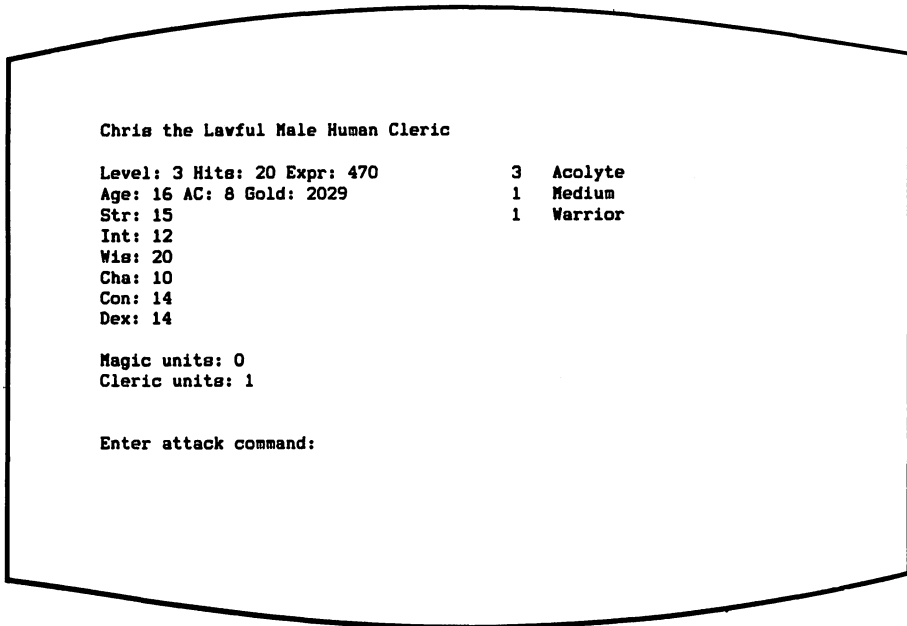 Chris the Lawful Male Human Cleric
Level: 3 Hits: 20 Expr: 470
Age: 16 AC: 8 Gold: 2029
Str: 15
Int: 12
Wis: 20
Cha: 10
Con: 14
Dex: 14
3 Acolyte
1 Medium
1 Warrior
Magic units: 0
Cleric units: 1
Enter attack command: